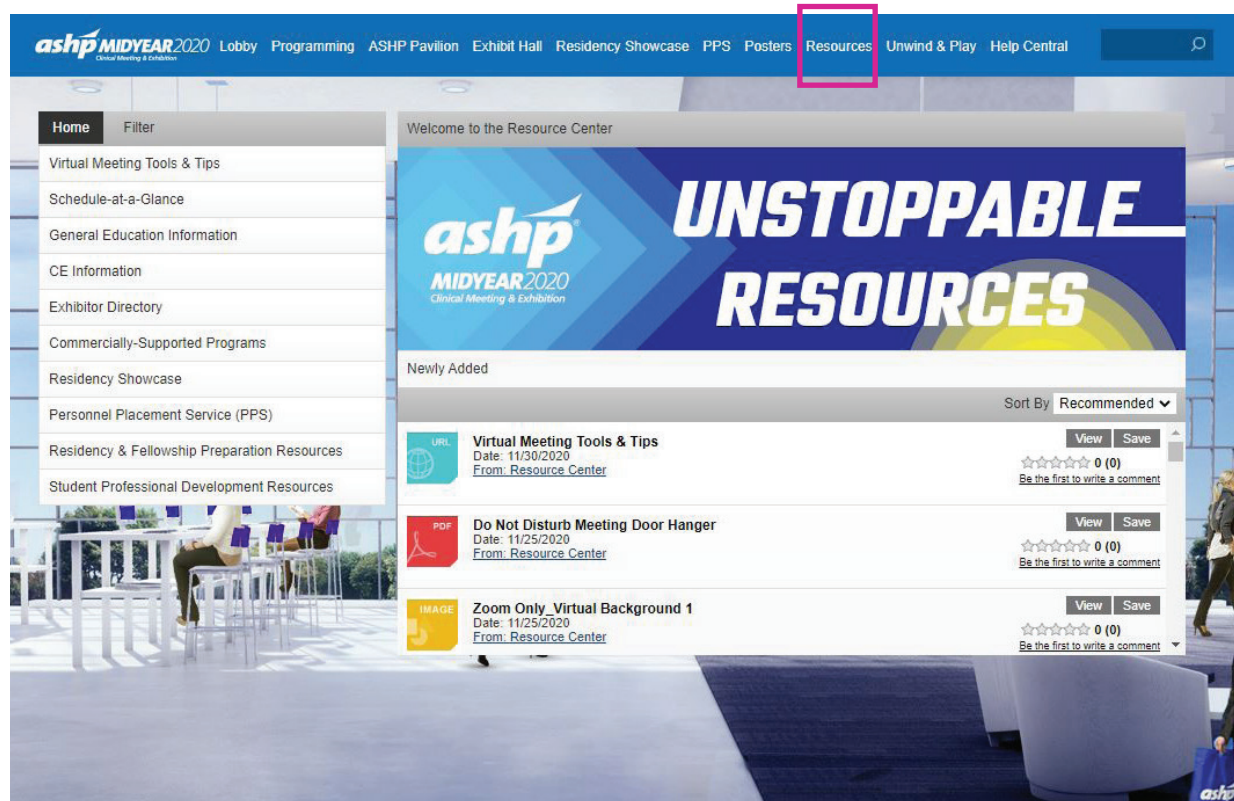 ashp MIDYEAR2020 Lobby Programming ASHP Pavilion Exhibit Hall Residency Showcase PPS Posters Resources Unwind & Play Help Central
Clinical Meeting & Exhibition
Home Filter
Virtual Meeting Tools & Tips
Schedule-at-a-Glance
General Education Information
CE Information
Exhibitor Directory
Commercially-Supported Programs
Residency Showcase
Personnel Placement Service (PPS)
Residency & Fellowship Preparation Resources
Student Professional Development Resources
Welcome to the Resource Center
ashp®
MIDYEAR2020
Clinical Meeting & Exhibition
UNSTOPPABLE
RESOURCES
Newly Added
Sort By Recommended
URL
Virtual Meeting Tools & Tips
Date: 11/30/2020
From: Resource Center
View Save
0 (0)
Be the first to write a comment
PDF
Do Not Disturb Meeting Door Hanger
Date: 11/25/2020
From: Resource Center
View Save
0 (0)
Be the first to write a comment
IMAGE
Zoom Only_Virtual Background 1
Date: 11/25/2020
From: Resource Center
View Save
0 (0)
Be the first to write a comment
ashp